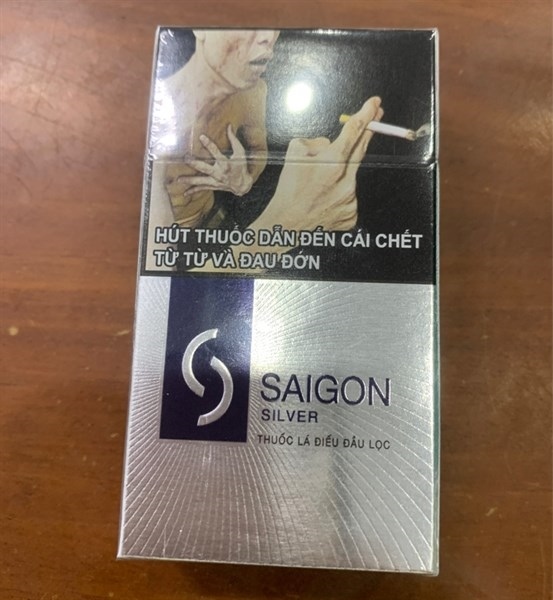 HÚT THUỐC DẪN ĐẾN CÁI CHẾT
TỪ TỪ VÀ ĐAU ĐỚN
SAIGON
SILVER
THUỐC LÁ ĐIẾU ĐẦU LỌC